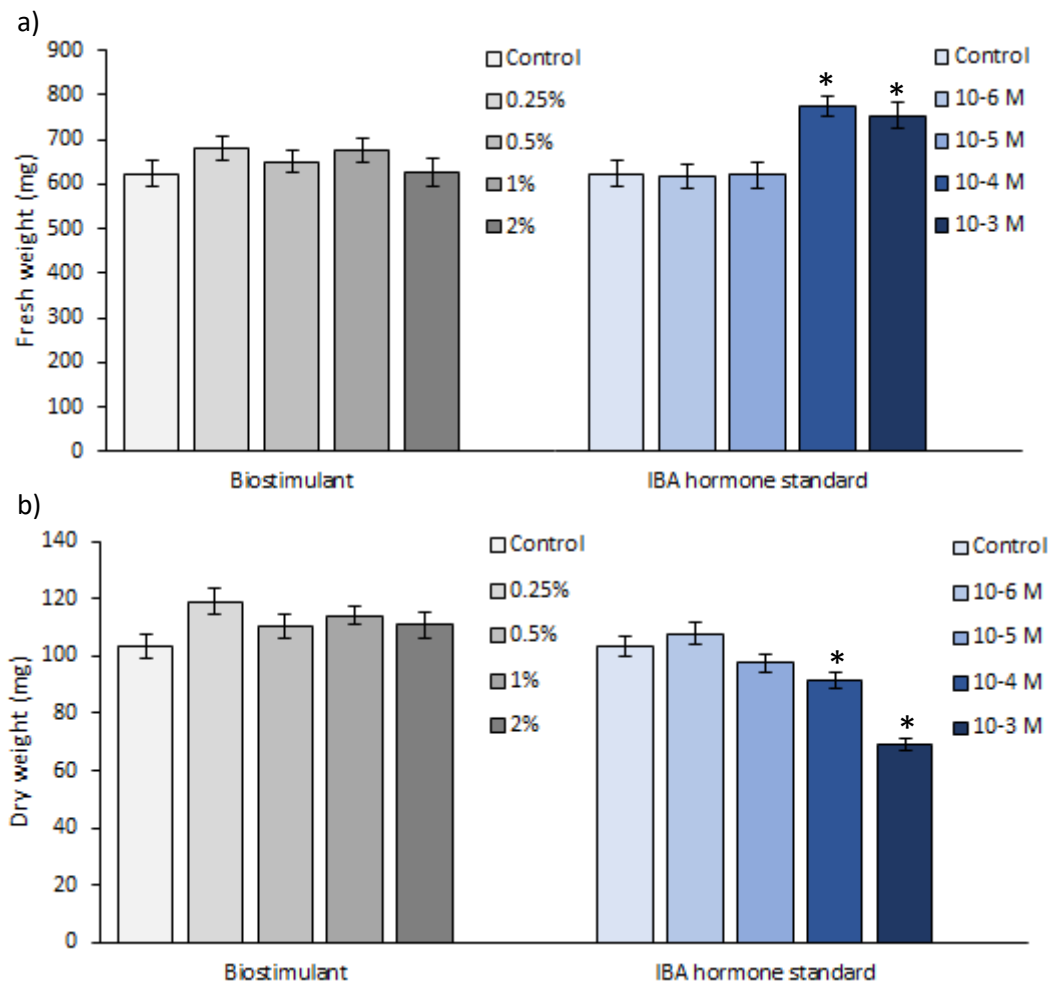 a)
Fresh weight (mg)
900
800
700
600
500
400
300
200
100
0
Control
0.25%
0.5%
1%
2%
*
*
Control
10-6 M
10-5 M
10-4 M
10-3 M
Biostimulant
IBA hormone standard
b)
Dry weight (mg)
140
120
100
80
60
40
20
0
Control
0.25%
0.5%
1%
2%
*
*
Control
10-6 M
10-5 M
10-4 M
10-3 M
Biostimulant
IBA hormone standard